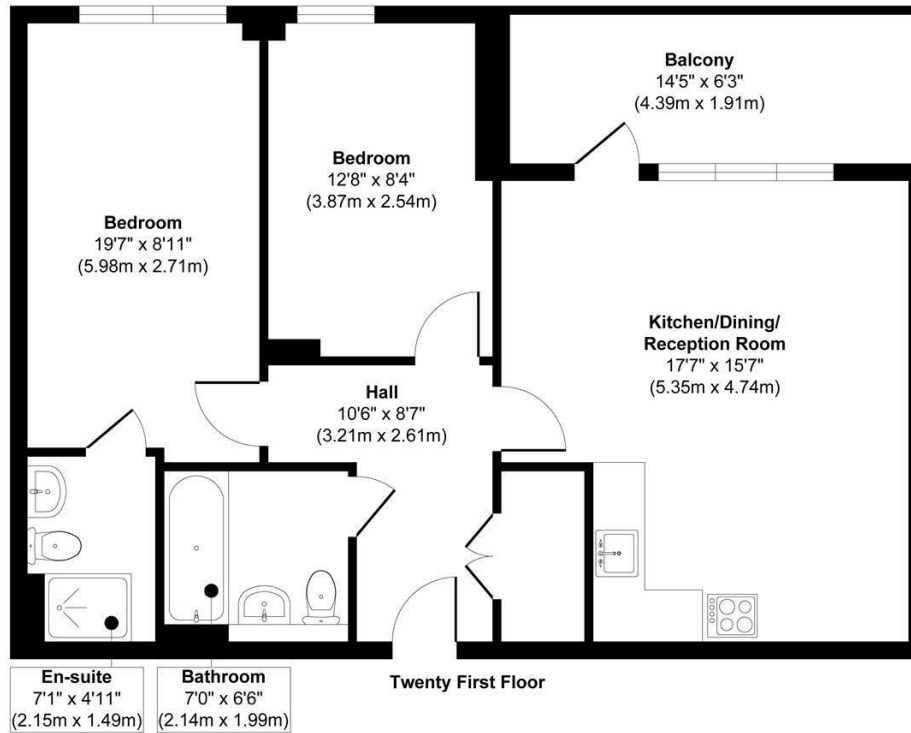 Balcony
14'5" x 6'3"
(4.39m x 1.91m)
Bedroom
12'8" x 8'4"
(3.87m x 2.54m)
Bedroom
19'7" x 8'11"
(5.98m x 2.71m)
Kitchen/Dining/
Reception Room
17'7" x 15'7"
(5.35m x 4.74m)
Hall
10'6" x 8'7"
(3.21m x 2.61m)
En-suite
7'1" x 4'11"
(2.15m x 1.49m)
Bathroom
7'0" x 6'6"
(2.14m x 1.99m)
Twenty First Floor